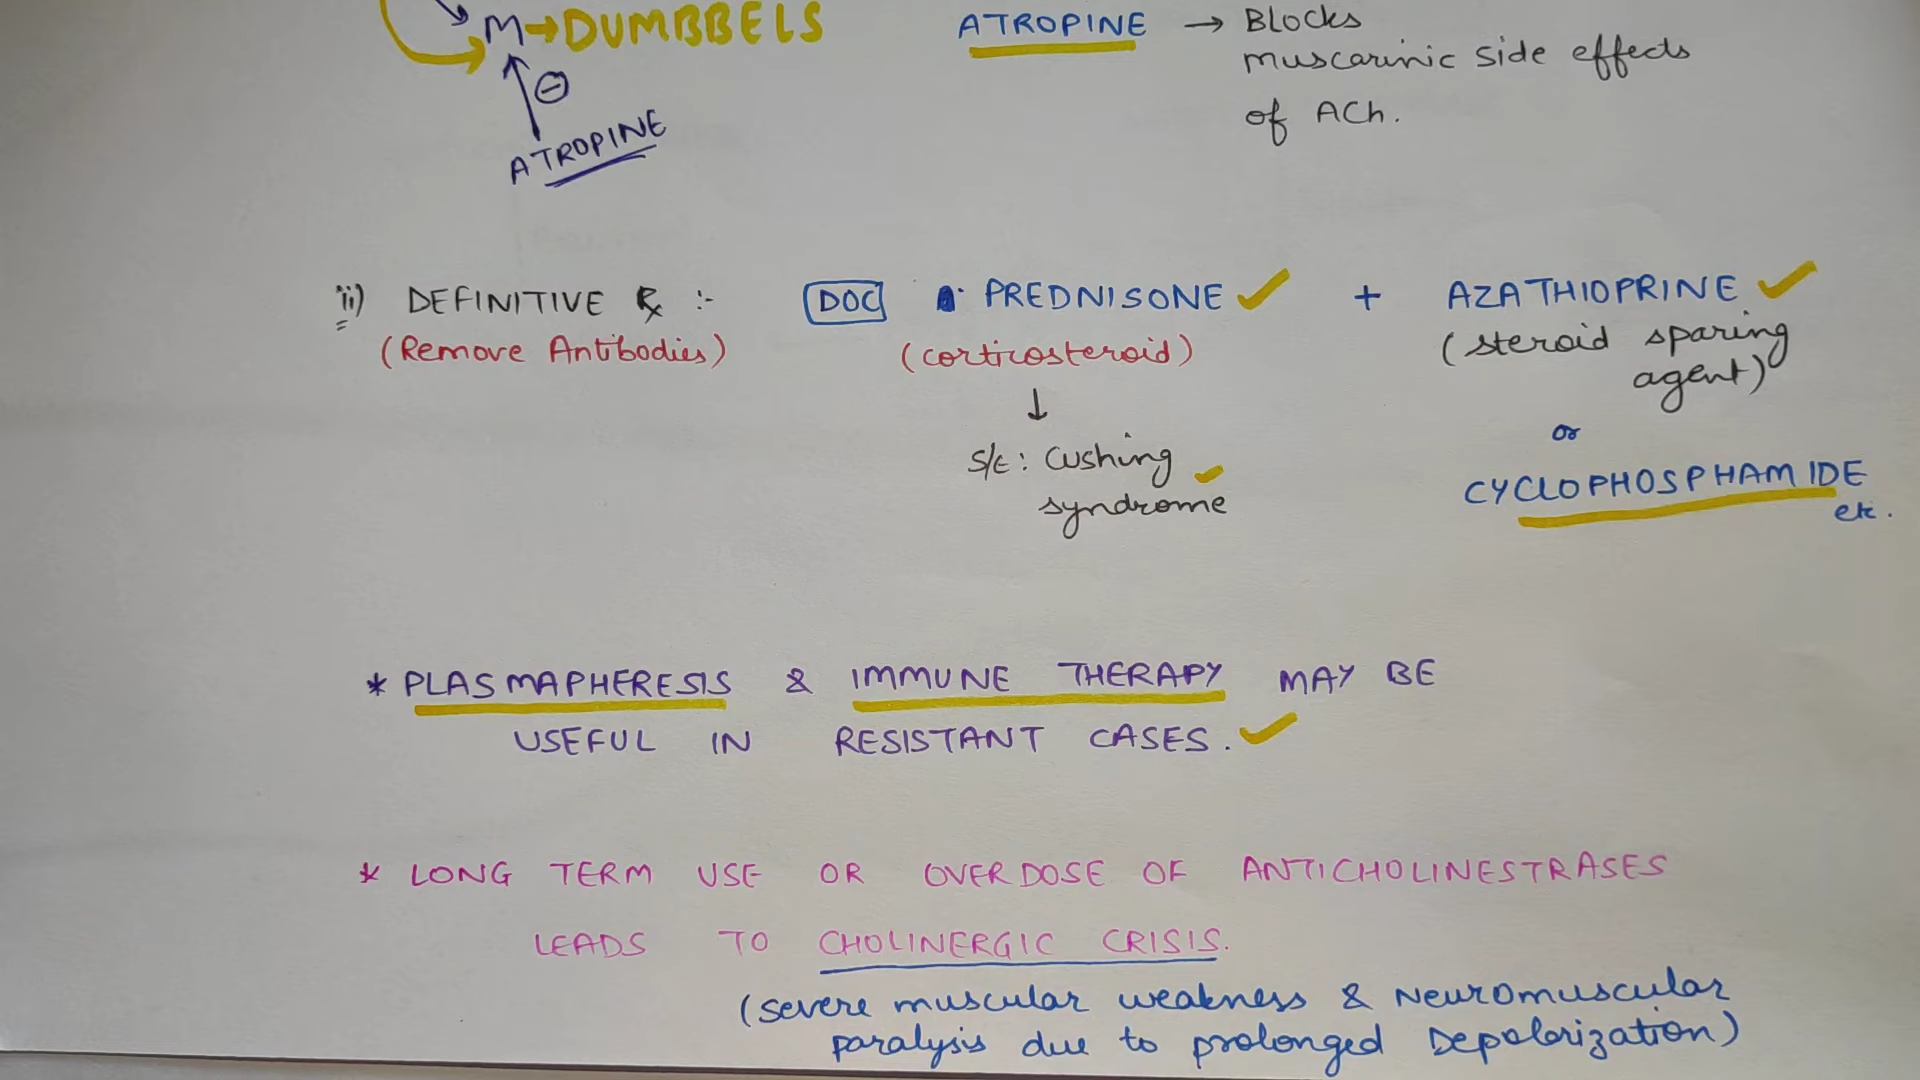 M→DUMBBELS
ATROPINE → Blocks
muscarinic side effects
of ACh.
ATROPINE
ii) DEFINITIVE Rx :- DOC PREDNISONE + AZATHIOPRINE
(Remove Antibodies) (corticosteroid) (steroid sparing
agent)
↓
or
S/E: Cushing
syndrome
CYCLOPHOSPHAMIDE
etc.
* PLASMAPHERESIS & IMMUNE THERAPY MAY BE
USEFUL IN RESISTANT CASES.
* LONG TERM USE OR OVERDOSE OF ANTICHOLINESTRASES
LEADS TO CHOLINERGIC CRISIS.
(severe muscular weakness & Neuromuscular
paralysis due to prolonged Depolarization)